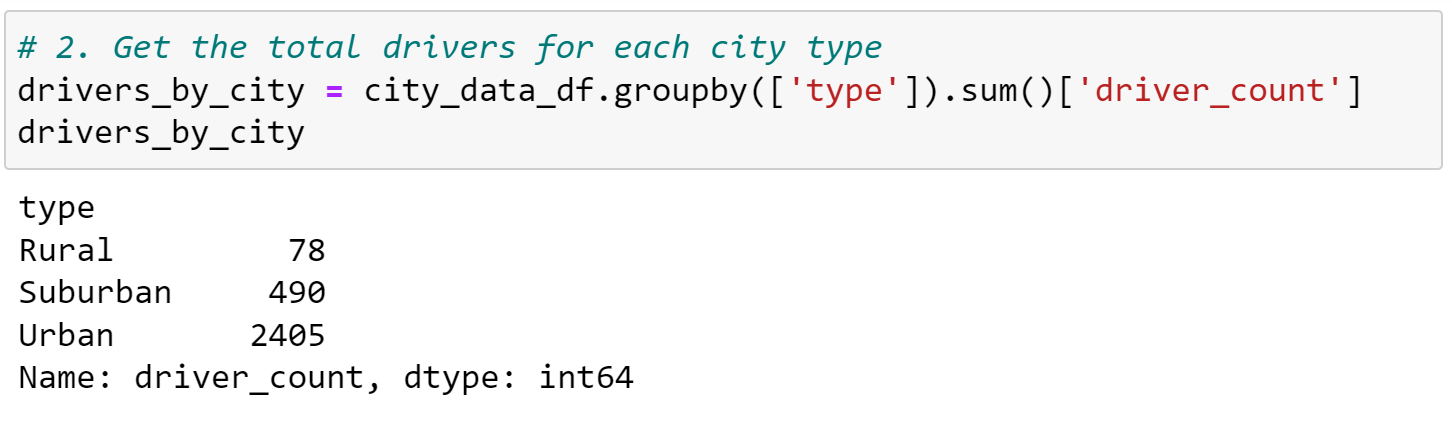 # 2. Get the total drivers for each city type
drivers_by_city = city_data_df.groupby(['type']).sum()['driver_count']
drivers_by_city
type
Rural         78
Suburban     490
Urban       2405
Name: driver_count, dtype: int64